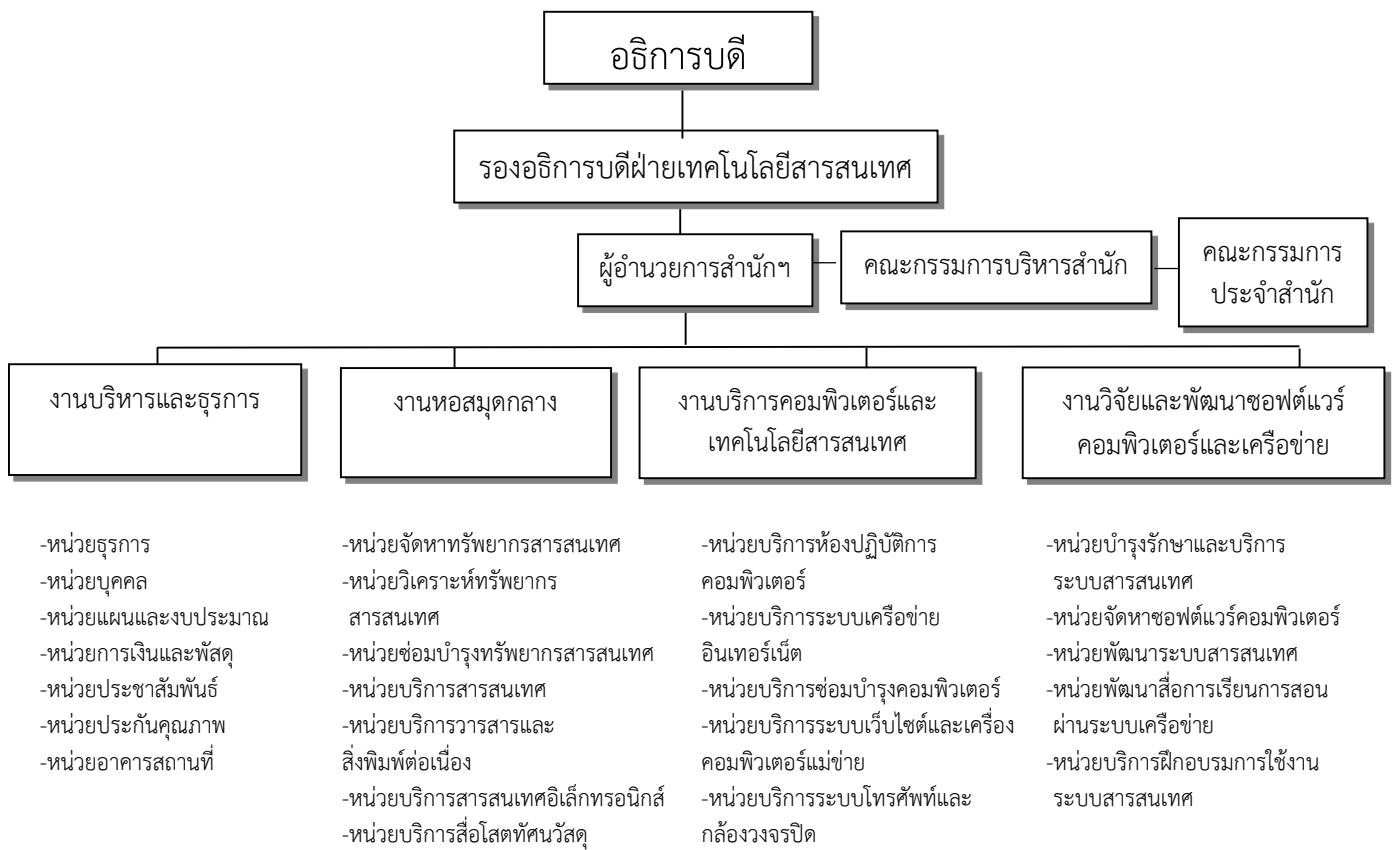 อธิการบดี
รองอธิการบดีฝ่ายเทคโนโลยีสารสนเทศ
ผู้อำนวยการสำนักฯ
คณะกรรมการบริหารสำนัก
คณะกรรมการ
ประจำสำนัก
งานบริหารและธุรการ
งานหอสมุดกลาง
งานบริการคอมพิวเตอร์และ
เทคโนโลยีสารสนเทศ
งานวิจัยและพัฒนาซอฟต์แวร์
คอมพิวเตอร์และเครือข่าย
-หน่วยธุรการ
-หน่วยบุคคล
-หน่วยแผนและงบประมาณ
-หน่วยการเงินและพัสดุ
-หน่วยประชาสัมพันธ์
-หน่วยประกันคุณภาพ
-หน่วยอาคารสถานที่
-หน่วยจัดหาทรัพยากรสารสนเทศ
-หน่วยวิเคราะห์ทรัพยากร
สารสนเทศ
-หน่วยซ่อมบำรุงทรัพยากรสารสนเทศ
-หน่วยบริการสารสนเทศ
-หน่วยบริการวารสารและ
สิ่งพิมพ์ต่อเนื่อง
-หน่วยบริการสารสนเทศอิเล็กทรอนิกส์
-หน่วยบริการสื่อโสตทัศนวัสดุ
-หน่วยบริการห้องปฏิบัติการ
คอมพิวเตอร์
-หน่วยบริการระบบเครือข่าย
อินเทอร์เน็ต
-หน่วยบริการซ่อมบำรุงคอมพิวเตอร์
-หน่วยบริการระบบเว็บไซต์และเครื่อง
คอมพิวเตอร์แม่ข่าย
-หน่วยบริการระบบโทรศัพท์และ
กล้องวงจรปิด
-หน่วยบำรุงรักษาและบริการ
ระบบสารสนเทศ
-หน่วยจัดหาซอฟต์แวร์คอมพิวเตอร์
-หน่วยพัฒนาระบบสารสนเทศ
-หน่วยพัฒนาสื่อการเรียนการสอน
ผ่านระบบเครือข่าย
-หน่วยบริการฝึกอบรมการใช้งาน
ระบบสารสนเทศ